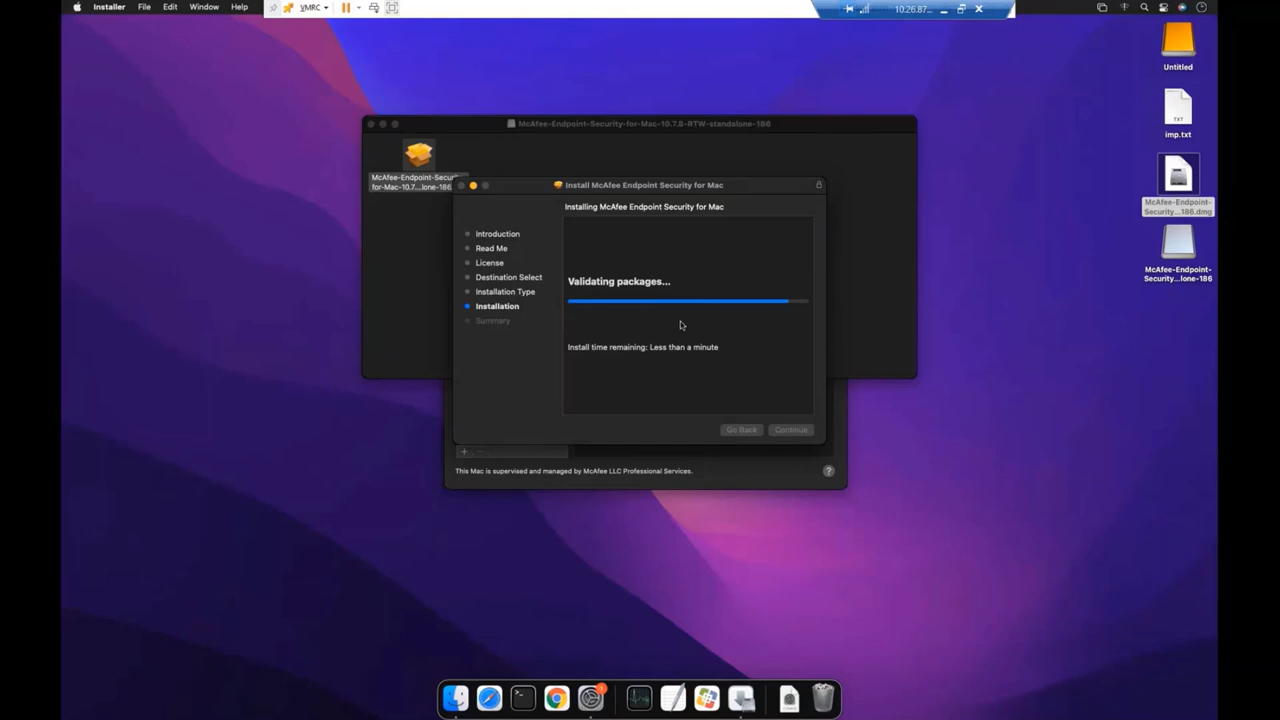 Installer File Edit Window Help
VMRC
10.26.87...
Untitled
TXT
imp.txt
McAfee-Endpoint-
Security...186.dmg
McAfee-Endpoint-
Security...lone-186
McAfee-Endpoint-Security-for-Mac-10.7.8-RTW-standalone-186
McAfee-Endpoint-Secu
for-Mac-10.7....lone-186
Install McAfee Endpoint Security for Mac
Installing McAfee Endpoint Security for Mac
Introduction
Read Me
License
Destination Select
Installation Type
Installation
Summary
Validating packages...
Install time remaining: Less than a minute
Go Back Continue
This Mac is supervised and managed by McAfee LLC Professional Services.
?